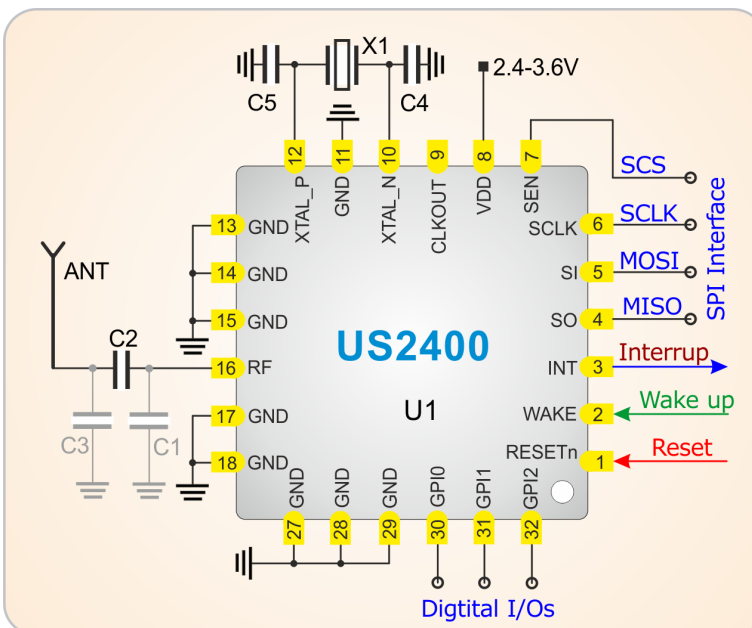 X1
2.4-3.6V
C5
C4
12
11
10
9
8
7
XTAL_P
GND
XTAL_N
CLKOUT
VDD
SEN
SCS
SCLK
MOSI
MISO
SPI Interface
13 GND
14 GND
15 GND
16 RF
17 GND
18 GND
SCLK 6
SI 5
SO 4
INT 3
WAKE 2
RESETn 1
Interrup
Wake up
Reset
ANT
C2
C3
C1
US2400
U1
GND
GND
GND
GPI0
GPI1
GPI2
27
28
29
30
31
32
Digtital I/Os